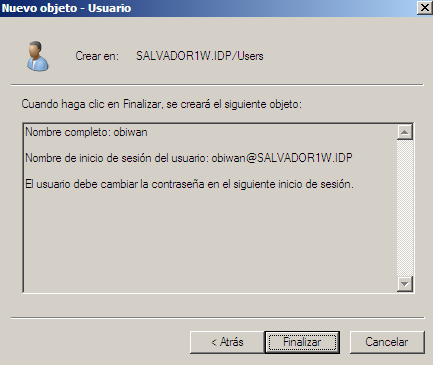 Nuevo objeto - Usuario
Crear en: SALVADOR1W.IDP/Users
Cuando haga clic en Finalizar, se creará el siguiente objeto:
Nombre completo: obiwan
Nombre de inicio de sesión del usuario: obiwan@SALVADOR1W.IDP
El usuario debe cambiar la contraseña en el siguiente inicio de sesión.
< Atrás Finalizar Cancelar